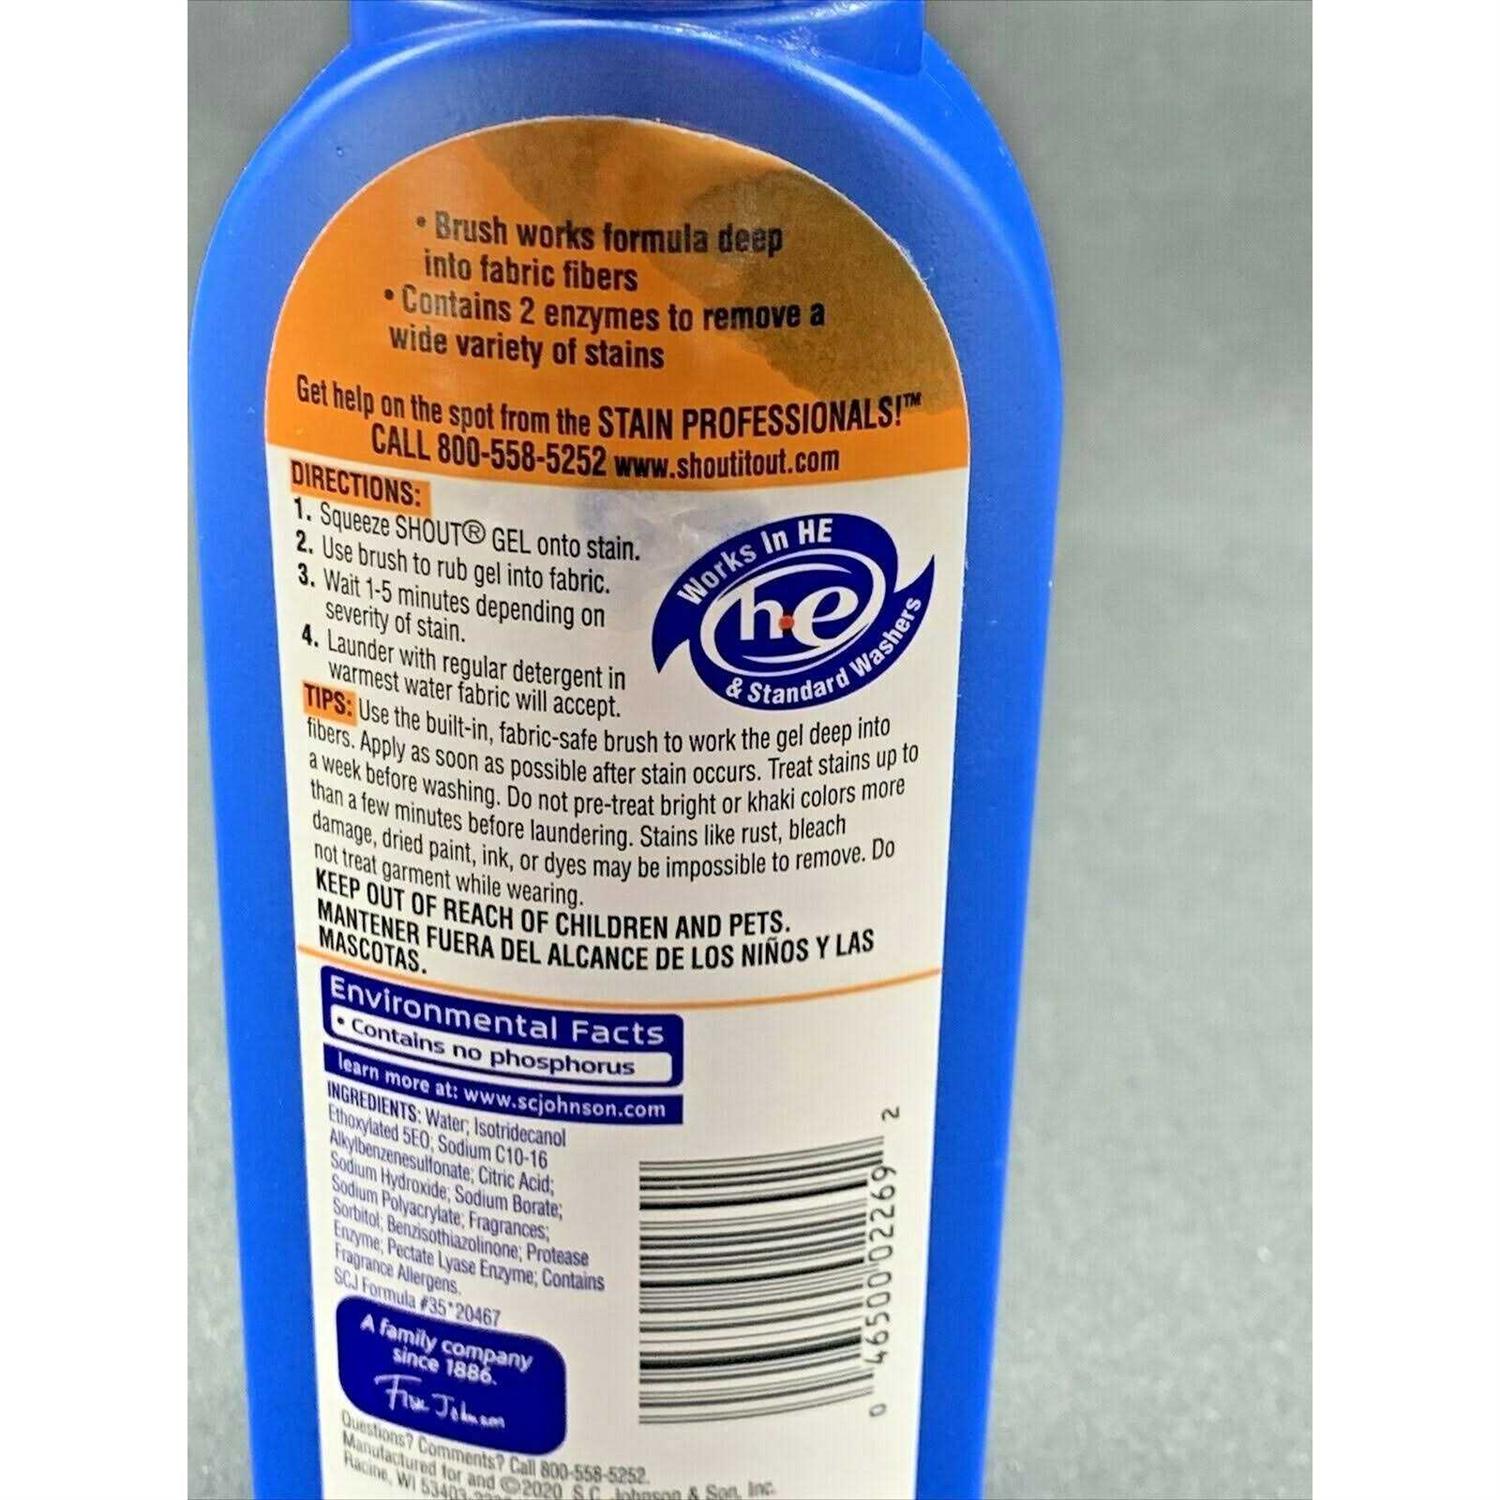 • Brush works formula deep
into fabric fibers
• Contains 2 enzymes to remove a
wide variety of stains
Get help on the spot from the STAIN PROFESSIONALS!™
CALL 800-558-5252 www.shoutitout.com
DIRECTIONS:
1. Squeeze SHOUT® GEL onto stain.
2. Use brush to rub gel into fabric.
3. Wait 1-5 minutes depending on
severity of stain.
4. Launder with regular detergent in
warmest water fabric will accept.
Works In HE
he
& Standard Washers
TIPS: Use the built-in, fabric-safe brush to work the gel deep into
fibers. Apply as soon as possible after stain occurs. Treat stains up to
a week before washing. Do not pre-treat bright or khaki colors more
than a few minutes before laundering. Stains like rust, bleach
damage, dried paint, ink, or dyes may be impossible to remove. Do
not treat garment while wearing.
KEEP OUT OF REACH OF CHILDREN AND PETS.
MANTENER FUERA DEL ALCANCE DE LOS NIÑOS Y LAS
MASCOTAS.
Environmental Facts
• Contains no phosphorus
learn more at: www.scjohnson.com
INGREDIENTS: Water; Isotridecanol
Ethoxylated 5EO; Sodium C10-16
Alkylbenzenesulfonate; Citric Acid;
Sodium Hydroxide; Sodium Borate;
Sodium Polyacrylate; Fragrances;
Sorbitol; Benzisothiazolinone; Protease
Enzyme; Pectate Lyase Enzyme; Contains
Fragrance Allergens.
SCJ Formula #35*20467
A family company
since 1886.
Fisk Johnson
0 46500 02269 2
Questions? Comments? Call 800-558-5252.
Manufactured for and ©2020 S.C. Johnson & Son, Inc.
Racine, WI